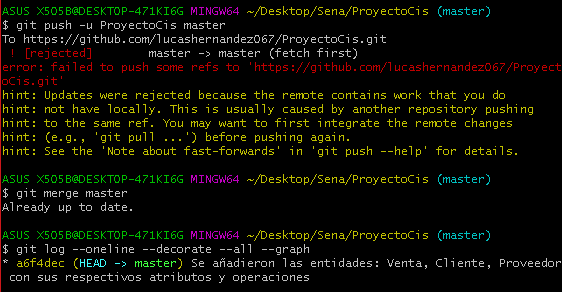 ASUS X505B@DESKTOP-471KI6G MINGW64 ~/Desktop/Sena/ProyectoCis (master)
$ git push -u ProyectoCis master
To https://github.com/lucashernandez067/ProyectoCis.git
 ! [rejected]        master -> master (fetch first)
error: failed to push some refs to 'https://github.com/lucashernandez067/Proyect
oCis.git'
hint: Updates were rejected because the remote contains work that you do
hint: not have locally. This is usually caused by another repository pushing
hint: to the same ref. You may want to first integrate the remote changes
hint: (e.g., 'git pull ...') before pushing again.
hint: See the 'Note about fast-forwards' in 'git push --help' for details.
ASUS X505B@DESKTOP-471KI6G MINGW64 ~/Desktop/Sena/ProyectoCis (master)
$ git merge master
Already up to date.
ASUS X505B@DESKTOP-471KI6G MINGW64 ~/Desktop/Sena/ProyectoCis (master)
$ git log --oneline --decorate --all --graph
* a6f4dec (HEAD -> master) Se añadieron las entidades: Venta, Cliente, Proveedor
 con sus respectivos atributos y operaciones